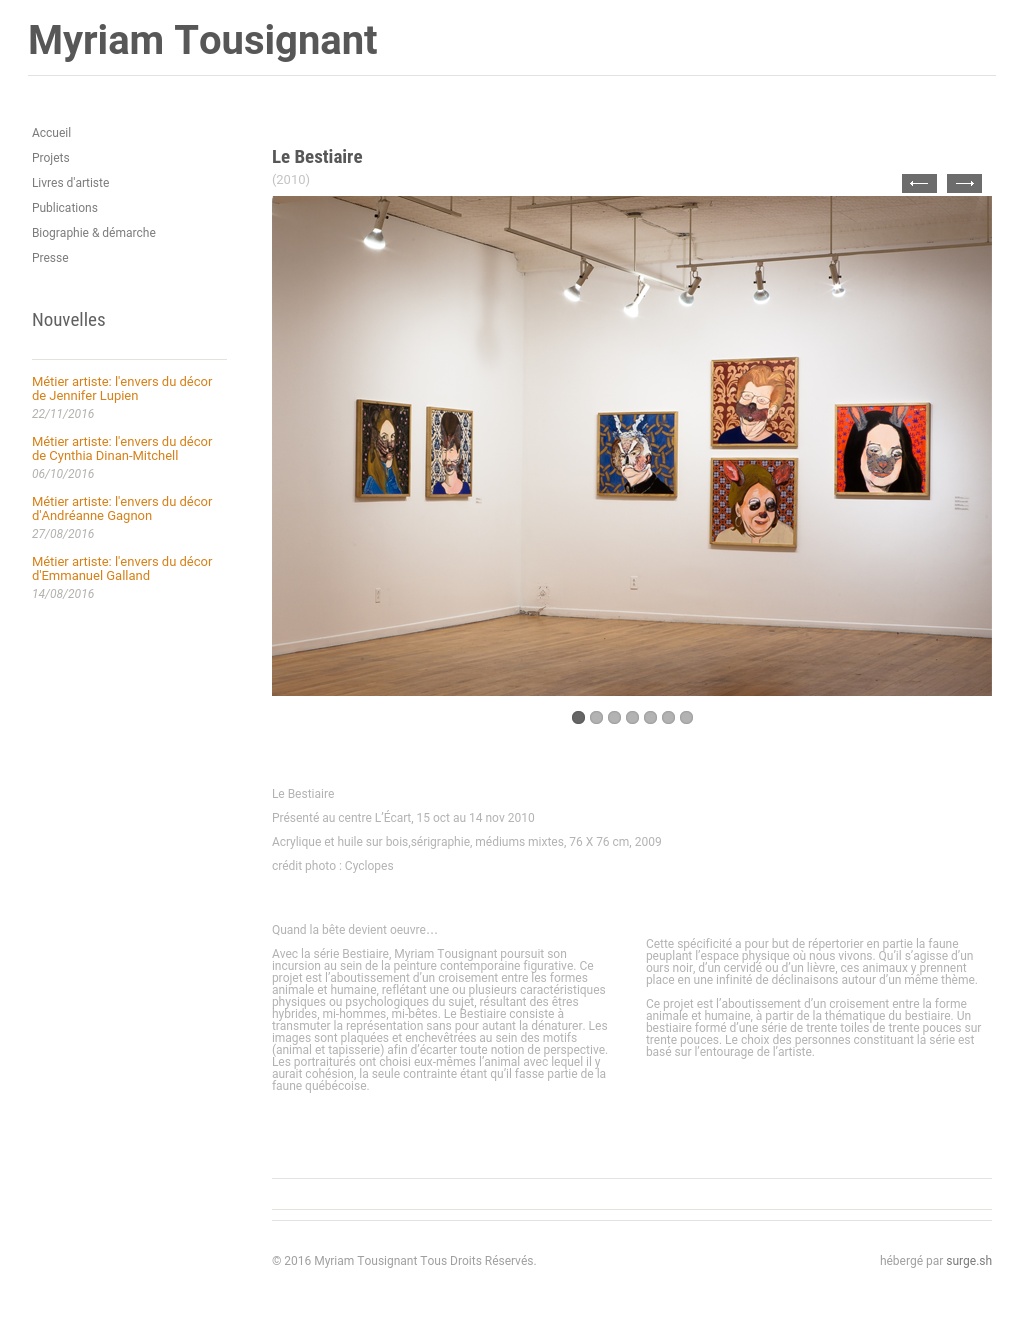 Myriam Tousignant
Accueil
Projets
Livres d'artiste
Publications
Biographie & démarche
Presse
Nouvelles
Métier artiste: l'envers du décor
de Jennifer Lupien
22/11/2016
Métier artiste: l'envers du décor
de Cynthia Dinan-Mitchell
06/10/2016
Métier artiste: l'envers du décor
d'Andréanne Gagnon
27/08/2016
Métier artiste: l'envers du décor
d'Emmanuel Galland
14/08/2016
Le Bestiaire
(2010)
Le Bestiaire
Présenté au centre L'Écart, 15 oct au 14 nov 2010
Acrylique et huile sur bois,sérigraphie, médiums mixtes, 76 X 76 cm, 2009
crédit photo : Cyclopes
Quand la bête devient oeuvre…
Avec la série Bestiaire, Myriam Tousignant poursuit son
incursion au sein de la peinture contemporaine figurative. Ce
projet est l'aboutissement d'un croisement entre les formes
animale et humaine, reflétant une ou plusieurs caractéristiques
physiques ou psychologiques du sujet, résultant des êtres
hybrides, mi-hommes, mi-bêtes. Le Bestiaire consiste à
transmuter la représentation sans pour autant la dénaturer. Les
images sont plaquées et enchevêtrées au sein des motifs
(animal et tapisserie) afin d'écarter toute notion de perspective.
Les portraiturés ont choisi eux-mêmes l'animal avec lequel il y
aurait cohésion, la seule contrainte étant qu'il fasse partie de la
faune québécoise.
Cette spécificité a pour but de répertorier en partie la faune
peuplant l'espace physique où nous vivons. Qu'il s'agisse d'un
ours noir, d'un cervidé ou d'un lièvre, ces animaux y prennent
place en une infinité de déclinaisons autour d'un même thème.
Ce projet est l'aboutissement d'un croisement entre la forme
animale et humaine, à partir de la thématique du bestiaire. Un
bestiaire formé d'une série de trente toiles de trente pouces sur
trente pouces. Le choix des personnes constituant la série est
basé sur l'entourage de l'artiste.
© 2016 Myriam Tousignant Tous Droits Réservés.
hébergé par surge.sh